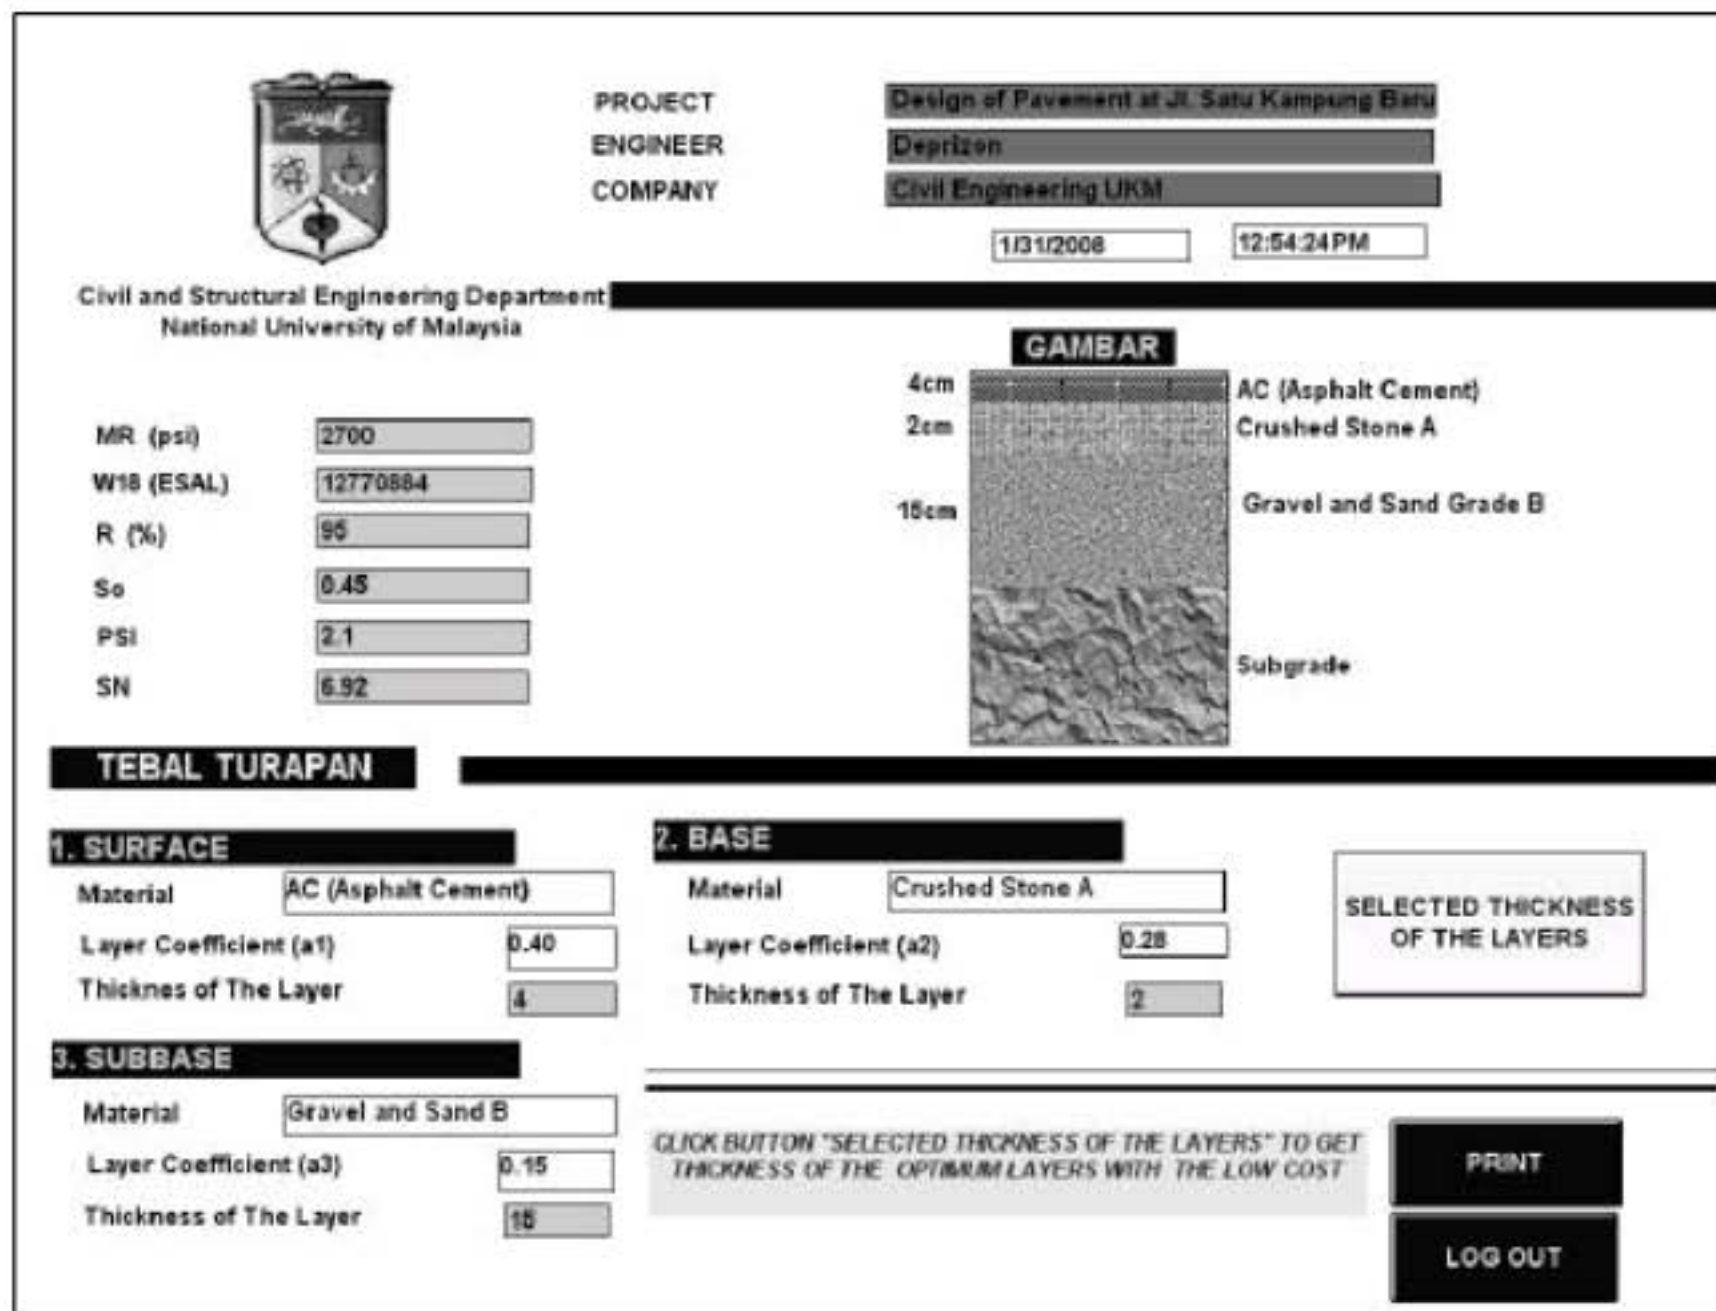 PROJECT Design of Pavement at Jl. Satu Kampung Baru
ENGINEER Deprizon
COMPANY Civil Engineering UKM
1/31/2008 12:54:24PM
Civil and Structural Engineering Department
National University of Malaysia
GAMBAR
4cm AC (Asphalt Cement)
2cm Crushed Stone A
15cm Gravel and Sand Grade B
Subgrade
MR (psi) 2700
W18 (ESAL) 12770884
R (%) 95
So 0.45
PSI 2.1
SN 6.92
TEBAL TURAPAN
1. SURFACE
Material AC (Asphalt Cement)
Layer Coefficient (a1) 0.40
Thicknes of The Layer 4
2. BASE
Material Crushed Stone A
Layer Coefficient (a2) 0.28
Thickness of The Layer 2
SELECTED THICKNESS
OF THE LAYERS
3. SUBBASE
Material Gravel and Sand B
Layer Coefficient (a3) 0.15
Thickness of The Layer 15
CLICK BUTTON "SELECTED THICKNESS OF THE LAYERS" TO GET
THICKNESS OF THE OPTIMUM LAYERS WITH THE LOW COST
PRINT
LOG OUT